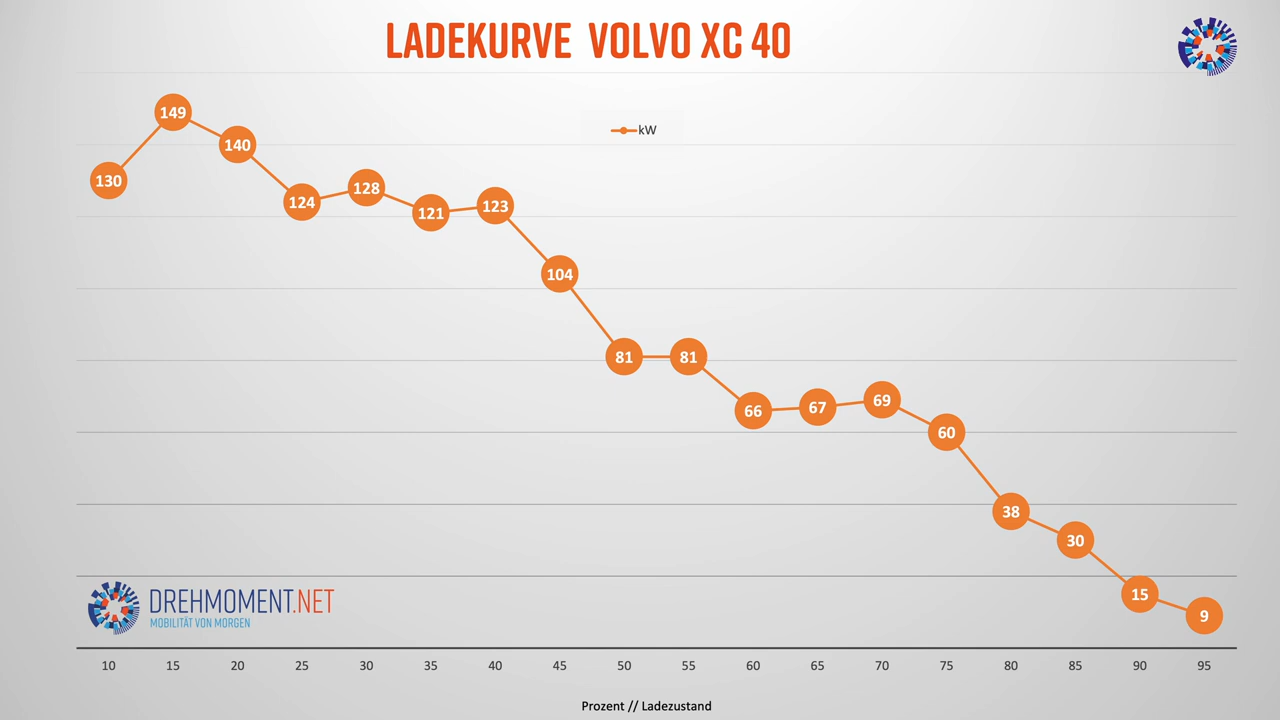 LADEKURVE VOLVO XC 40
kW
149
140
130
128
124
123
121
104
81 81
69
67
66
60
38
30
15
9
DREHMOMENT.NET
MOBILITÄT VON MORGEN
10 15 20 25 30 35 40 45 50 55 60 65 70 75 80 85 90 95
Prozent // Ladezustand